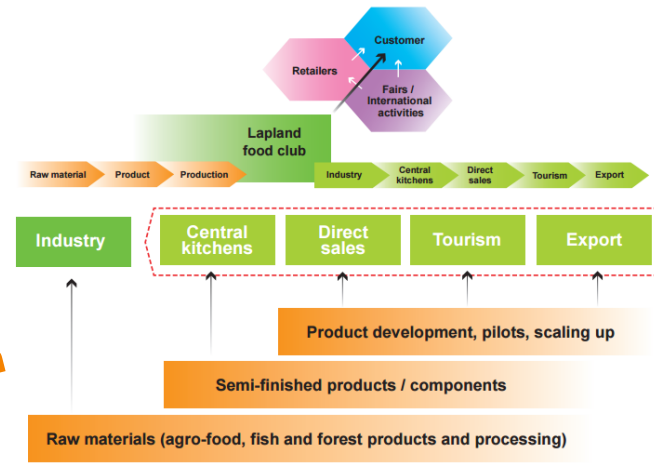 Customer
Retailers
Fairs /
International
activities
Lapland
food club
Raw material
Product
Production
Industry
Central
kitchens
Direct
sales
Tourism
Export
Industry
Central
kitchens
Direct
sales
Tourism
Export
Product development, pilots, scaling up
Semi-finished products / components
Raw materials (agro-food, fish and forest products and processing)